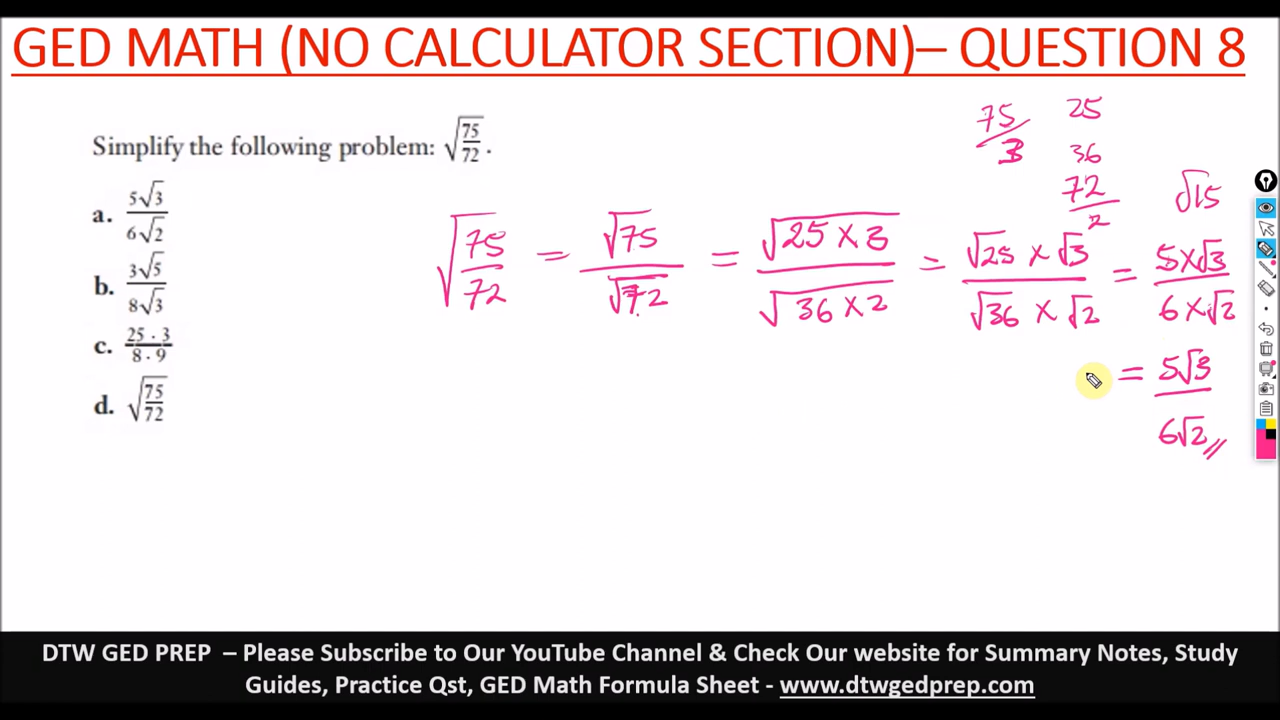 GED MATH (NO CALCULATOR SECTION)– QUESTION 8
Simplify the following problem: √(75/72).
a. 5√3 / 6√2
b. 3√5 / 8√3
c. 25 · 3 / 8 · 9
d. √(75/72)
75/3 25
36
72/2 √15
√(75/72) = √75/√72 = √(25 × 3)/√(36 × 2) = (√25 × √3)/(√36 × √2) = (5×√3)/(6×√2)
= 5√3/6√2 //
DTW GED PREP – Please Subscribe to Our YouTube Channel & Check Our website for Summary Notes, Study
Guides, Practice Qst, GED Math Formula Sheet - www.dtwgedprep.com